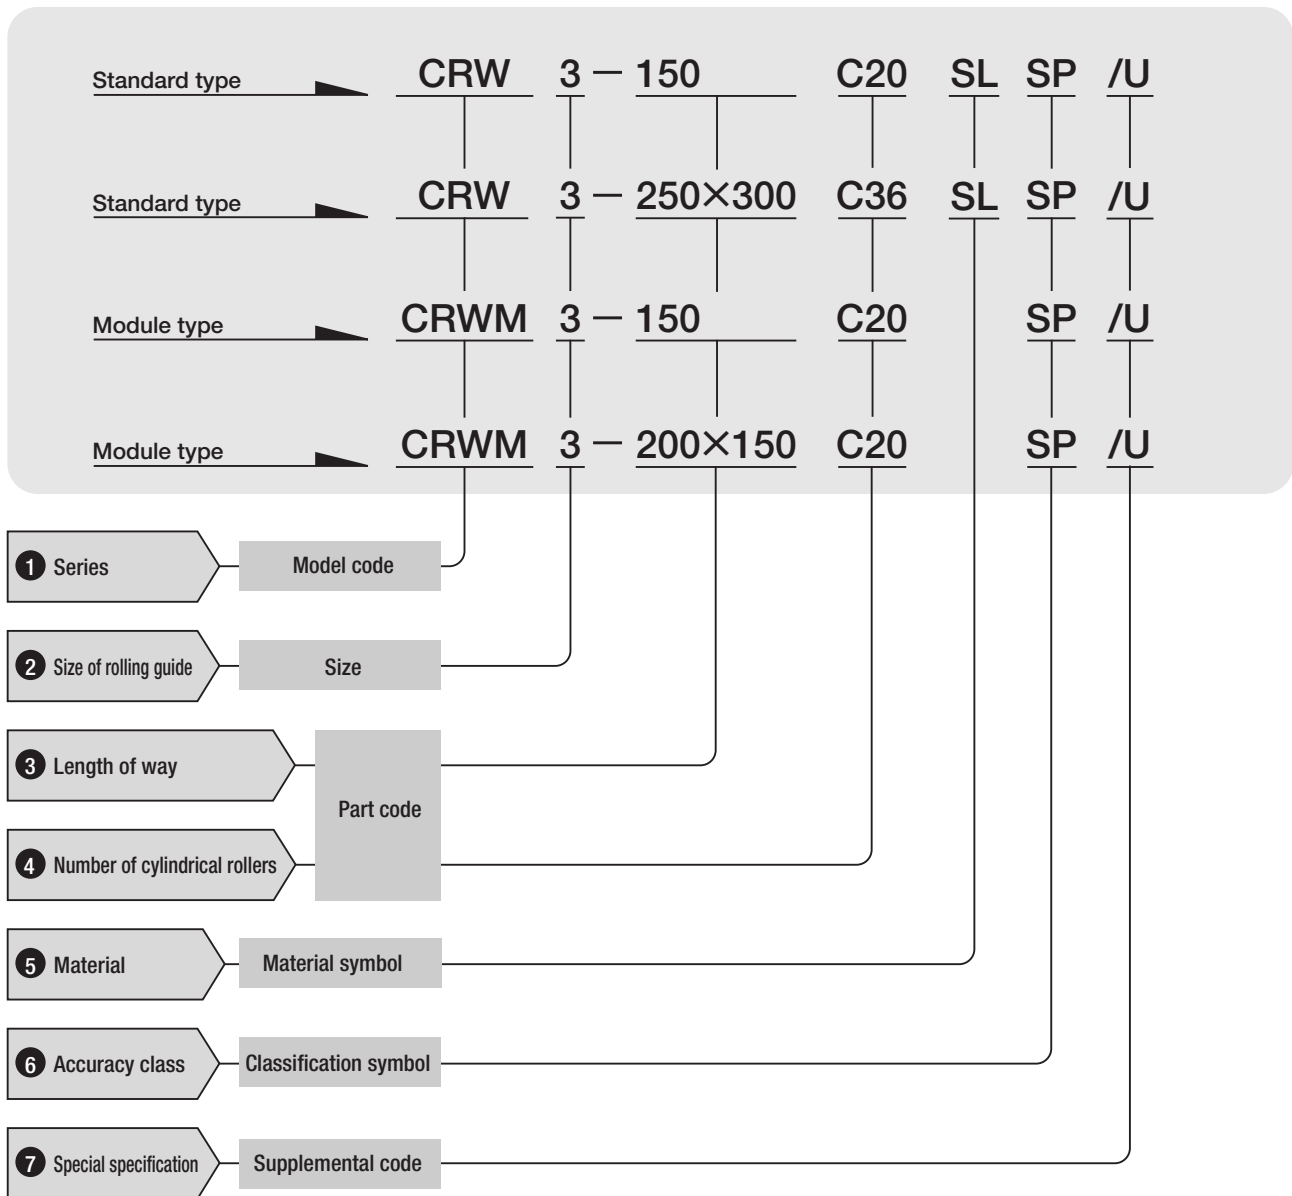 Standard type CRW 3 — 150 C20 SL SP /U
Standard type CRW 3 — 250×300 C36 SL SP /U
Module type CRWM 3 — 150 C20 SP /U
Module type CRWM 3 — 200×150 C20 SP /U
1 Series Model code
2 Size of rolling guide Size
3 Length of way
Part code
4 Number of cylindrical rollers
5 Material Material symbol
6 Accuracy class Classification symbol
7 Special specification Supplemental code